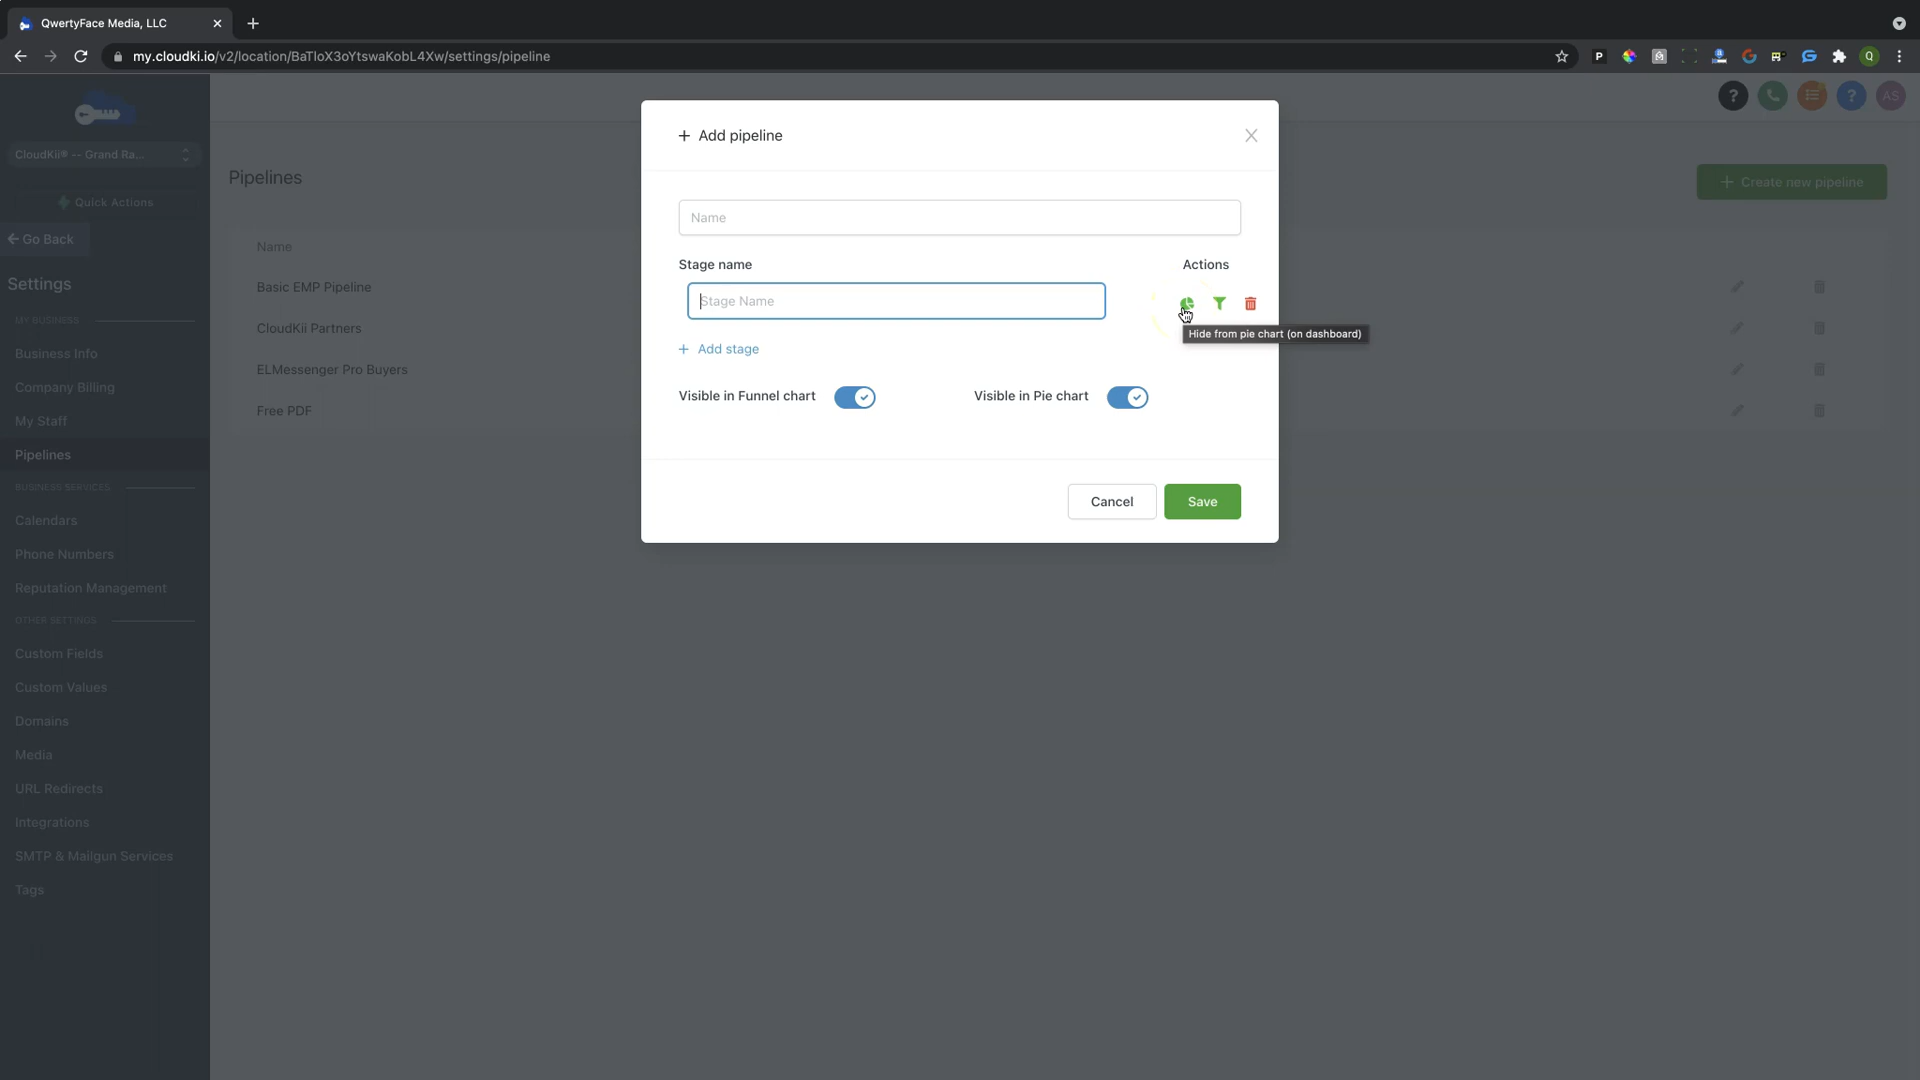 QwertyFace Media, LLC
my.cloudki.io/v2/location/BaTloX3oYtswaKobL4Xw/settings/pipeline
P
Q
CloudKii® -- Grand Ra...
Quick Actions
Go Back
Settings
MY BUSINESS
Business Info
Company Billing
My Staff
Pipelines
BUSINESS SERVICES
Calendars
Phone Numbers
Reputation Management
OTHER SETTINGS
Custom Fields
Custom Values
Domains
Media
URL Redirects
Integrations
SMTP & Mailgun Services
Tags
? ? AS
Pipelines
+ Create new pipeline
Name
Basic EMP Pipeline
CloudKii Partners
ELMessenger Pro Buyers
Free PDF
+ Add pipeline
Name
Stage name Actions
Stage Name
Hide from pie chart (on dashboard)
+ Add stage
Visible in Funnel chart Visible in Pie chart
Cancel Save